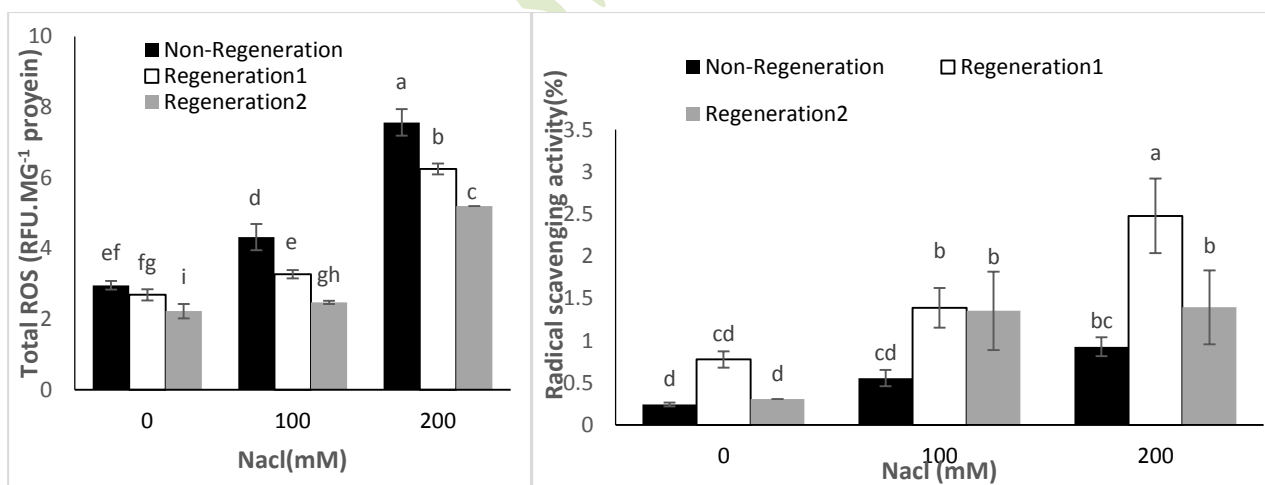 10
8
6
4
2
0
Total ROS (RFU.MG-1 proyein)
Non-Regeneration
Regeneration1
Regeneration2
a
b
c
d
e
gh
ef
fg
i
0 100 200
Nacl(mM)
Non-Regeneration Regeneration1
Regeneration2
3.5
3
2.5
2
1.5
1
0.5
0
Radical scavenging activity(%)
a
b b b
bc
cd cd
d d
0 100 200
Nacl (mM)